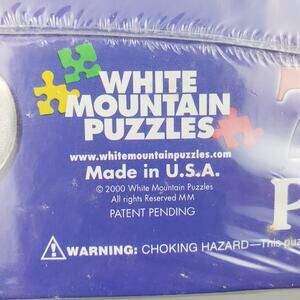 WHITE
MOUNTAIN
PUZZLES
www.whitemountainpuzzles.com
Made in U.S.A.
© 2000 White Mountain Puzzles
All rights Reserved MM
PATENT PENDING
WARNING: CHOKING HAZARD—This